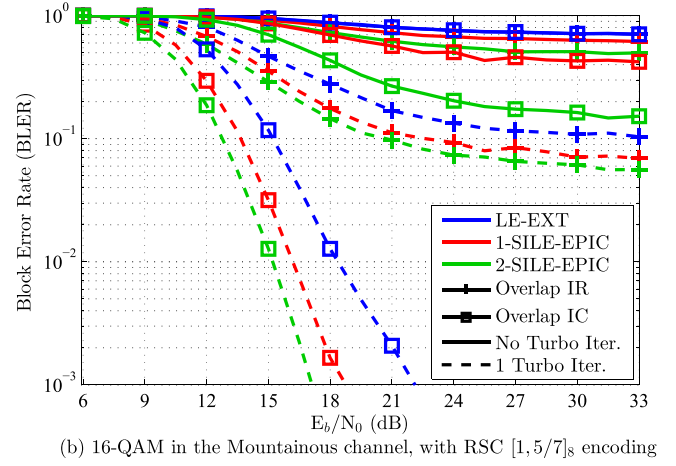 10^0
10^-1
10^-2
10^-3
Block Error Rate (BLER)
LE-EXT
1-SILE-EPIC
2-SILE-EPIC
Overlap IR
Overlap IC
No Turbo Iter.
1 Turbo Iter.
6 9 12 15 18 21 24 27 30 33
E_b/N_0 (dB)
(b) 16-QAM in the Mountainous channel, with RSC [1, 5/7]_8 encoding